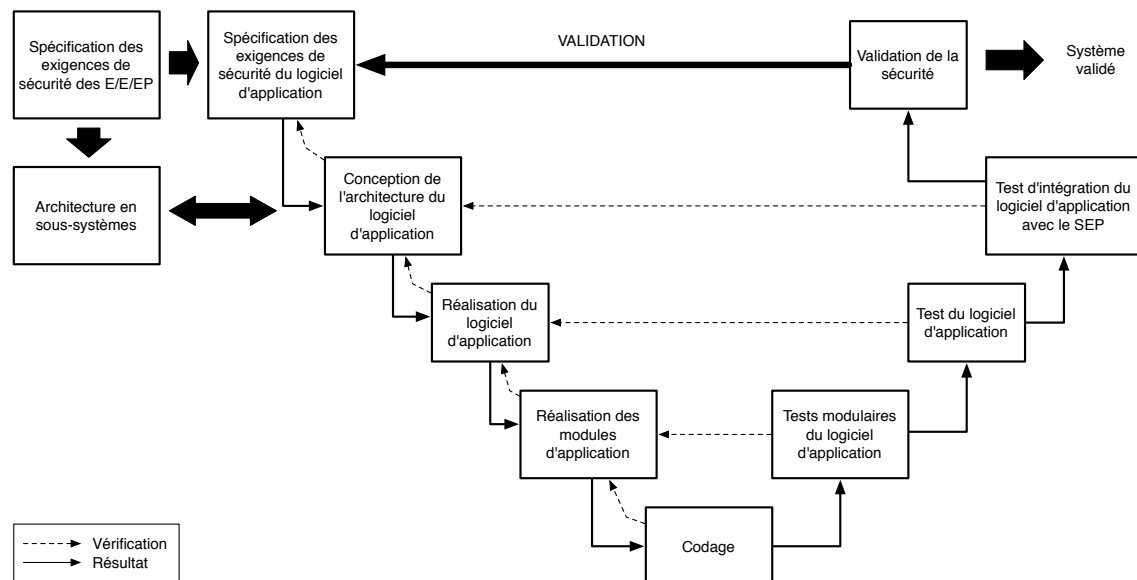 Spécification des
exigences de
sécurité des E/E/EP
Spécification des
exigences de
sécurité du logiciel
d'application
VALIDATION
Validation de la
sécurité
Système
validé
Architecture en
sous-systèmes
Conception de
l'architecture du
logiciel
d'application
Test d'intégration du
logiciel d'application
avec le SEP
Réalisation du
logiciel
d'application
Test du logiciel
d'application
Réalisation des
modules
d'application
Tests modulaires
du logiciel
d'application
Codage
Vérification
Résultat